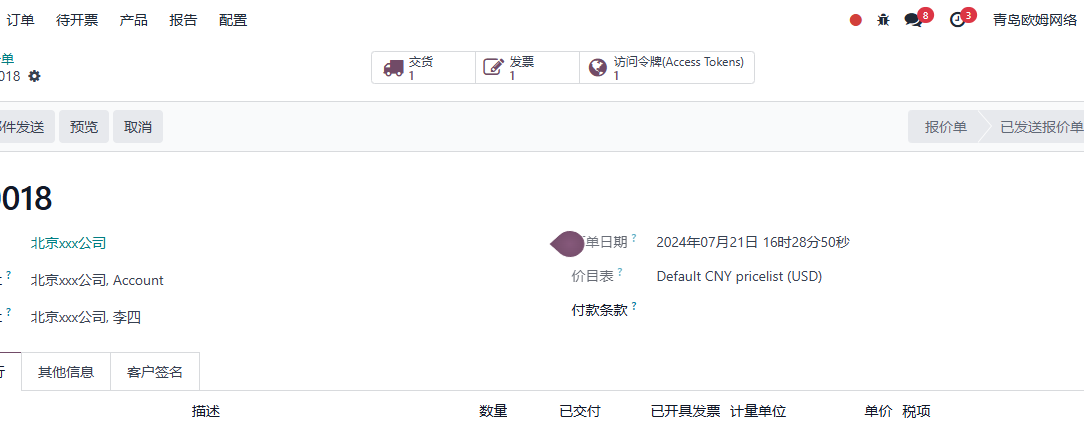 订单 待开票 产品 报告 配置 8 3 青岛欧姆网络
单
018
交货 1
发票 1
访问令牌(Access Tokens) 1
件发送 预览 取消 报价单 已发送报价单
018
北京xxx公司 单日期 ? 2024年07月21日 16时28分50秒
? 北京xxx公司, Account 价目表 ? Default CNY pricelist (USD)
? 北京xxx公司, 李四 付款条款 ?
行 其他信息 客户签名
描述 数量 已交付 已开具发票 计量单位 单价 税项